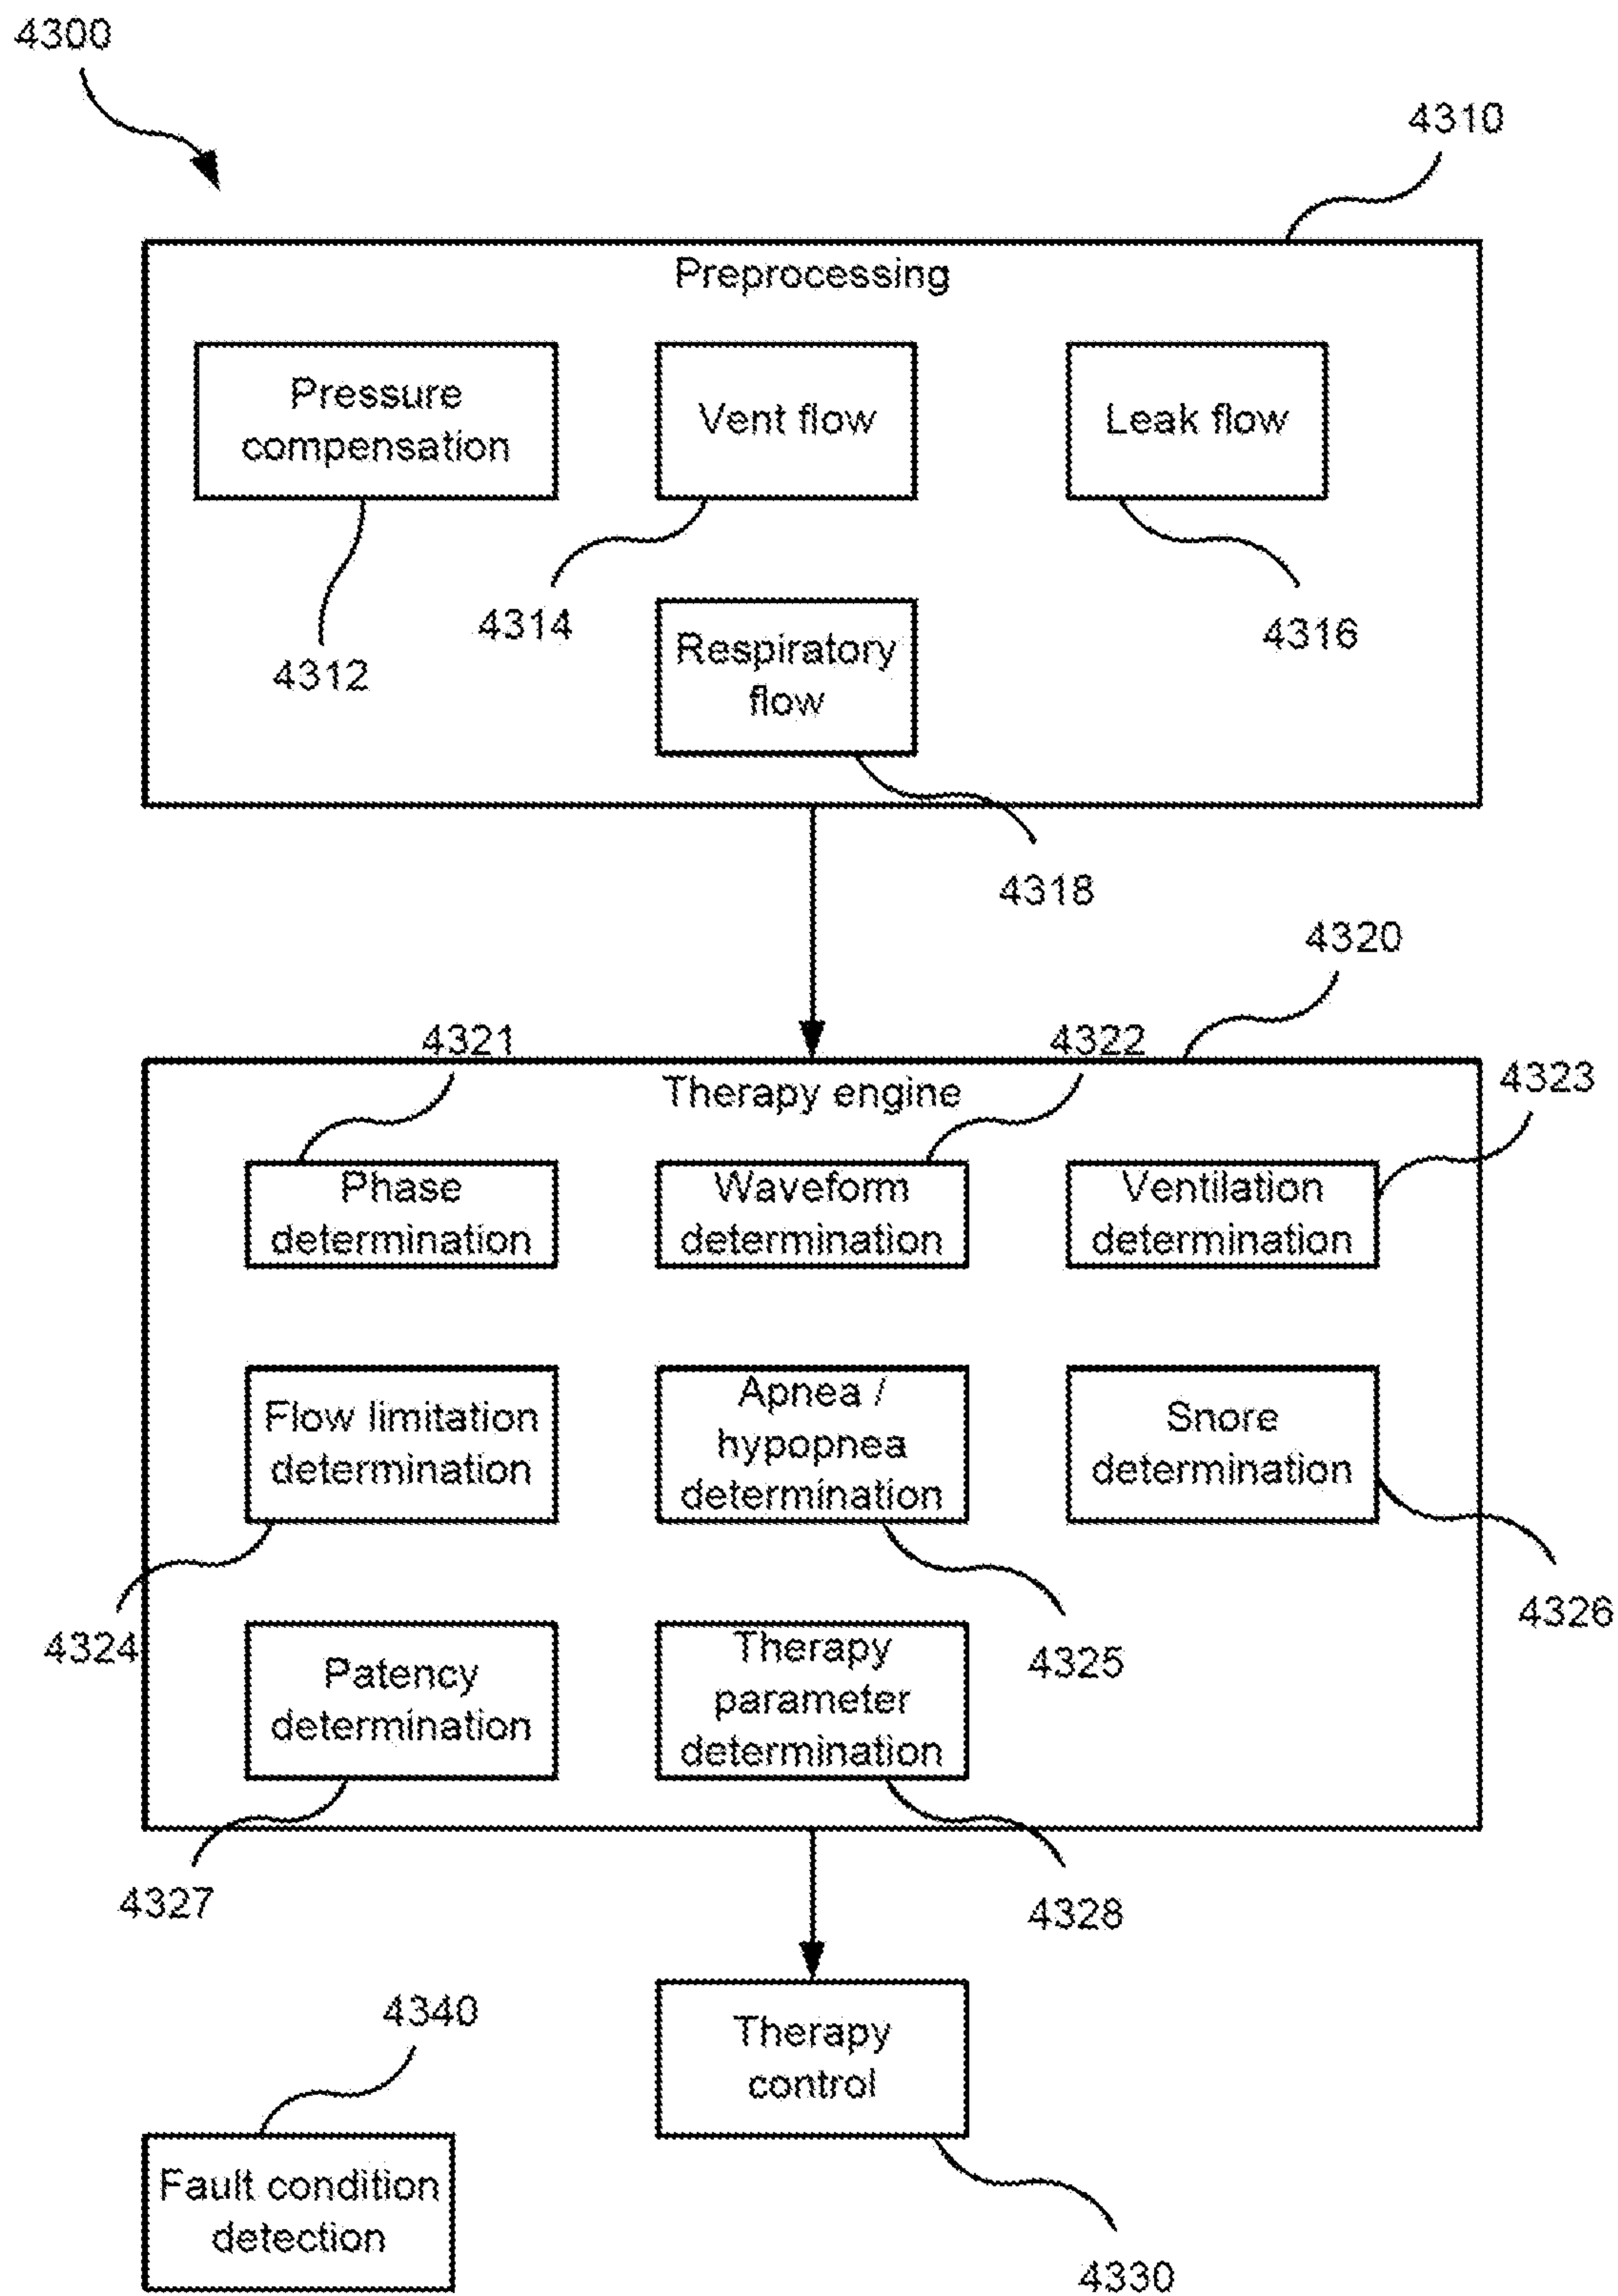 4300
4310
Preprocessing
Pressure
compensation
Vent flow
Leak flow
4312
4314
4316
Respiratory
flow
4318
4320
4321
4322
4323
Therapy engine
Phase
determination
Waveform
determination
Ventilation
determination
Flow limitation
determination
Apnea /
hypopnea
determination
Snore
determination
4324
4325
4326
Patency
determination
Therapy
parameter
determination
4327
4328
Therapy
control
4330
4340
Fault condition
detection